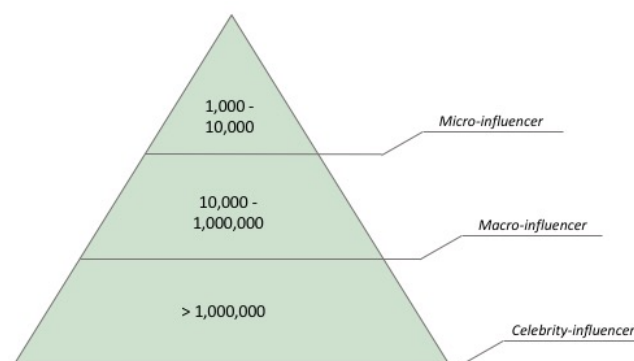 1,000 -
10,000
Micro-influencer
10,000 -
1,000,000
Macro-influencer
> 1,000,000
Celebrity-influencer